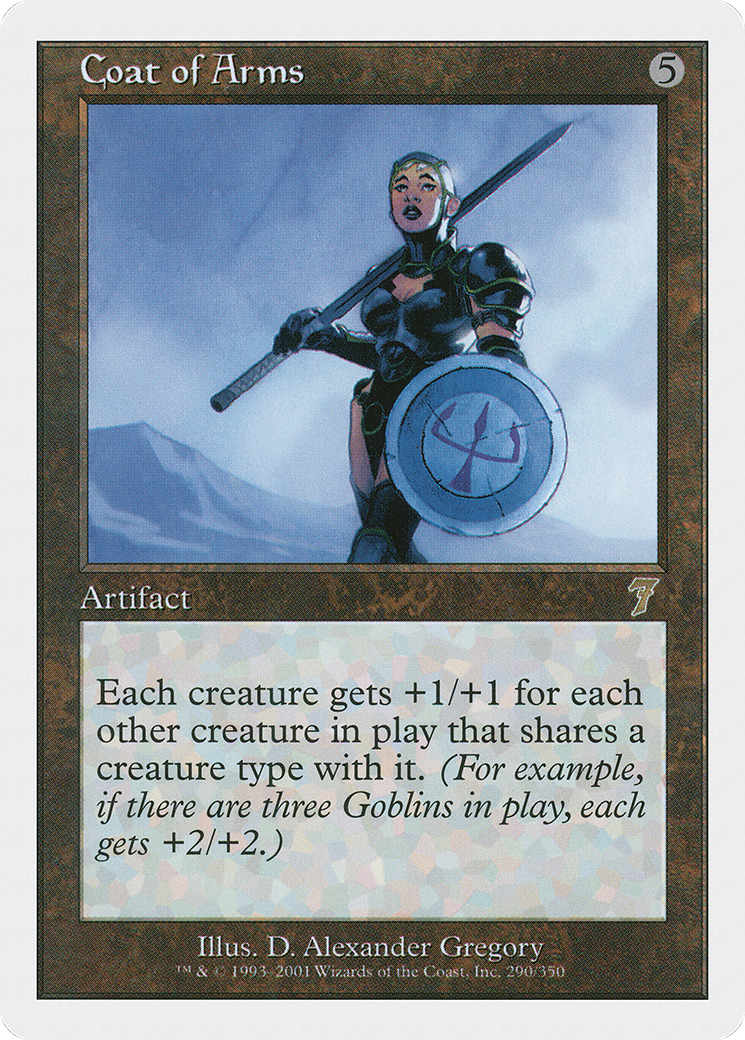 Coat of Arms
5
Artifact
7
Each creature gets +1/+1 for each
other creature in play that shares a
creature type with it. (For example,
if there are three Goblins in play, each
gets +2/+2.)
Illus. D. Alexander Gregory
™ & © 1993–2001 Wizards of the Coast, Inc. 290/350